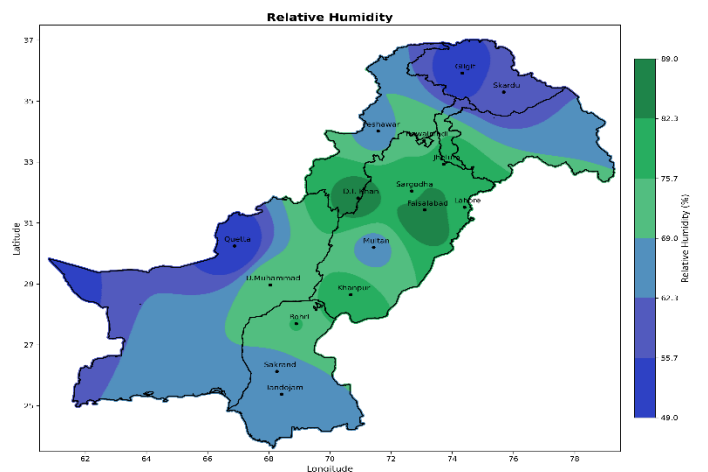 Relative Humidity
37
35
33
31
29
27
25
Latitude
62
64
66
68
70
72
74
76
78
Longitude
Gilgit
Skardu
Peshawar
Rawalpindi
Jhelum
D.I. Khan
Sargodha
Faisalabad
Lahore
Quetta
Multan
D.Muhammad
Khanpur
Rohri
Sakrand
Tandojam
89.0
82.3
75.7
69.0
62.3
55.7
49.0
Relative Humidity (%)